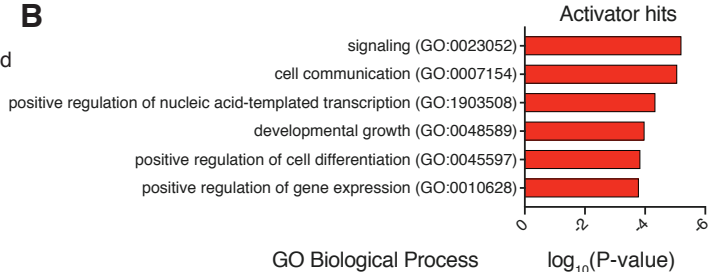 B
Activator hits
d
signaling (GO:0023052)
cell communication (GO:0007154)
positive regulation of nucleic acid-templated transcription (GO:1903508)
developmental growth (GO:0048589)
positive regulation of cell differentiation (GO:0045597)
positive regulation of gene expression (GO:0010628)
0 -2 -4 -6
GO Biological Process log10(P-value)